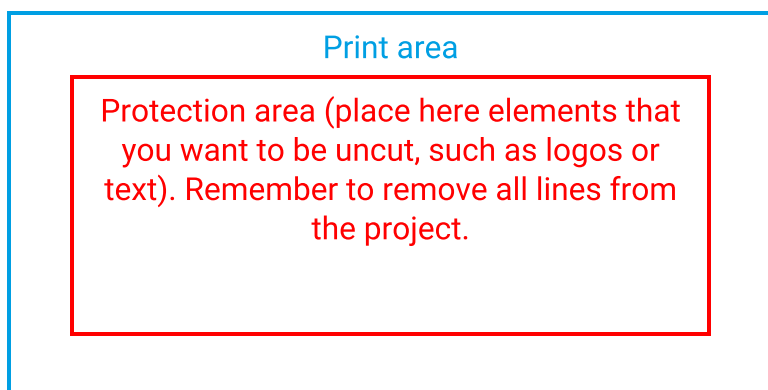 Print area
Protection area (place here elements that
you want to be uncut, such as logos or
text). Remember to remove all lines from
the project.